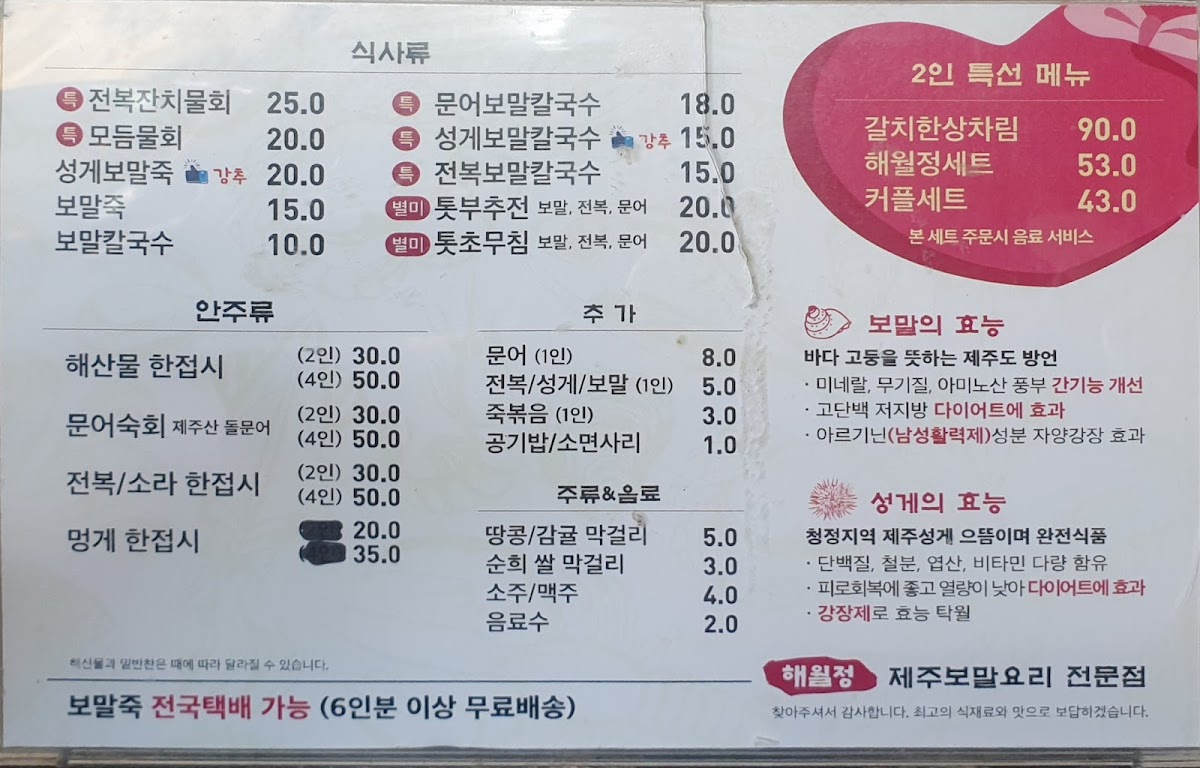 식사류
특 전복잔치물회 25.0
특 모듬물회 20.0
성게보말죽 강추 20.0
보말죽 15.0
보말칼국수 10.0
특 문어보말칼국수 18.0
특 성게보말칼국수 강추 15.0
특 전복보말칼국수 15.0
별미 톳부추전 보말, 전복, 문어 20.0
별미 톳초무침 보말, 전복, 문어 20.0
2인 특선 메뉴
갈치한상차림 90.0
해월정세트 53.0
커플세트 43.0
본 세트 주문시 음료 서비스
안주류
해산물 한접시 (2인) 30.0
(4인) 50.0
문어숙회 제주산 돌문어 (2인) 30.0
(4인) 50.0
전복/소라 한접시 (2인) 30.0
(4인) 50.0
멍게 한접시 20.0
35.0
추 가
문어 (1인) 8.0
전복/성게/보말 (1인) 5.0
죽볶음 (1인) 3.0
공기밥/소면사리 1.0
주류&음료
땅콩/감귤 막걸리 5.0
순희 쌀 막걸리 3.0
소주/맥주 4.0
음료수 2.0
보말의 효능
바다 고둥을 뜻하는 제주도 방언
· 미네랄, 무기질, 아미노산 풍부 간기능 개선
· 고단백 저지방 다이어트에 효과
· 아르기닌(남성활력제)성분 자양강장 효과
성게의 효능
청정지역 제주성게 으뜸이며 완전식품
· 단백질, 철분, 엽산, 비타민 다량 함유
· 피로회복에 좋고 열량이 낮아 다이어트에 효과
· 강장제로 효능 탁월
해산물과 밑반찬은 때에 따라 달라질 수 있습니다.
보말죽 전국택배 가능 (6인분 이상 무료배송)
해월정 제주보말요리 전문점
찾아주셔서 감사합니다. 최고의 식재료와 맛으로 보답하겠습니다.